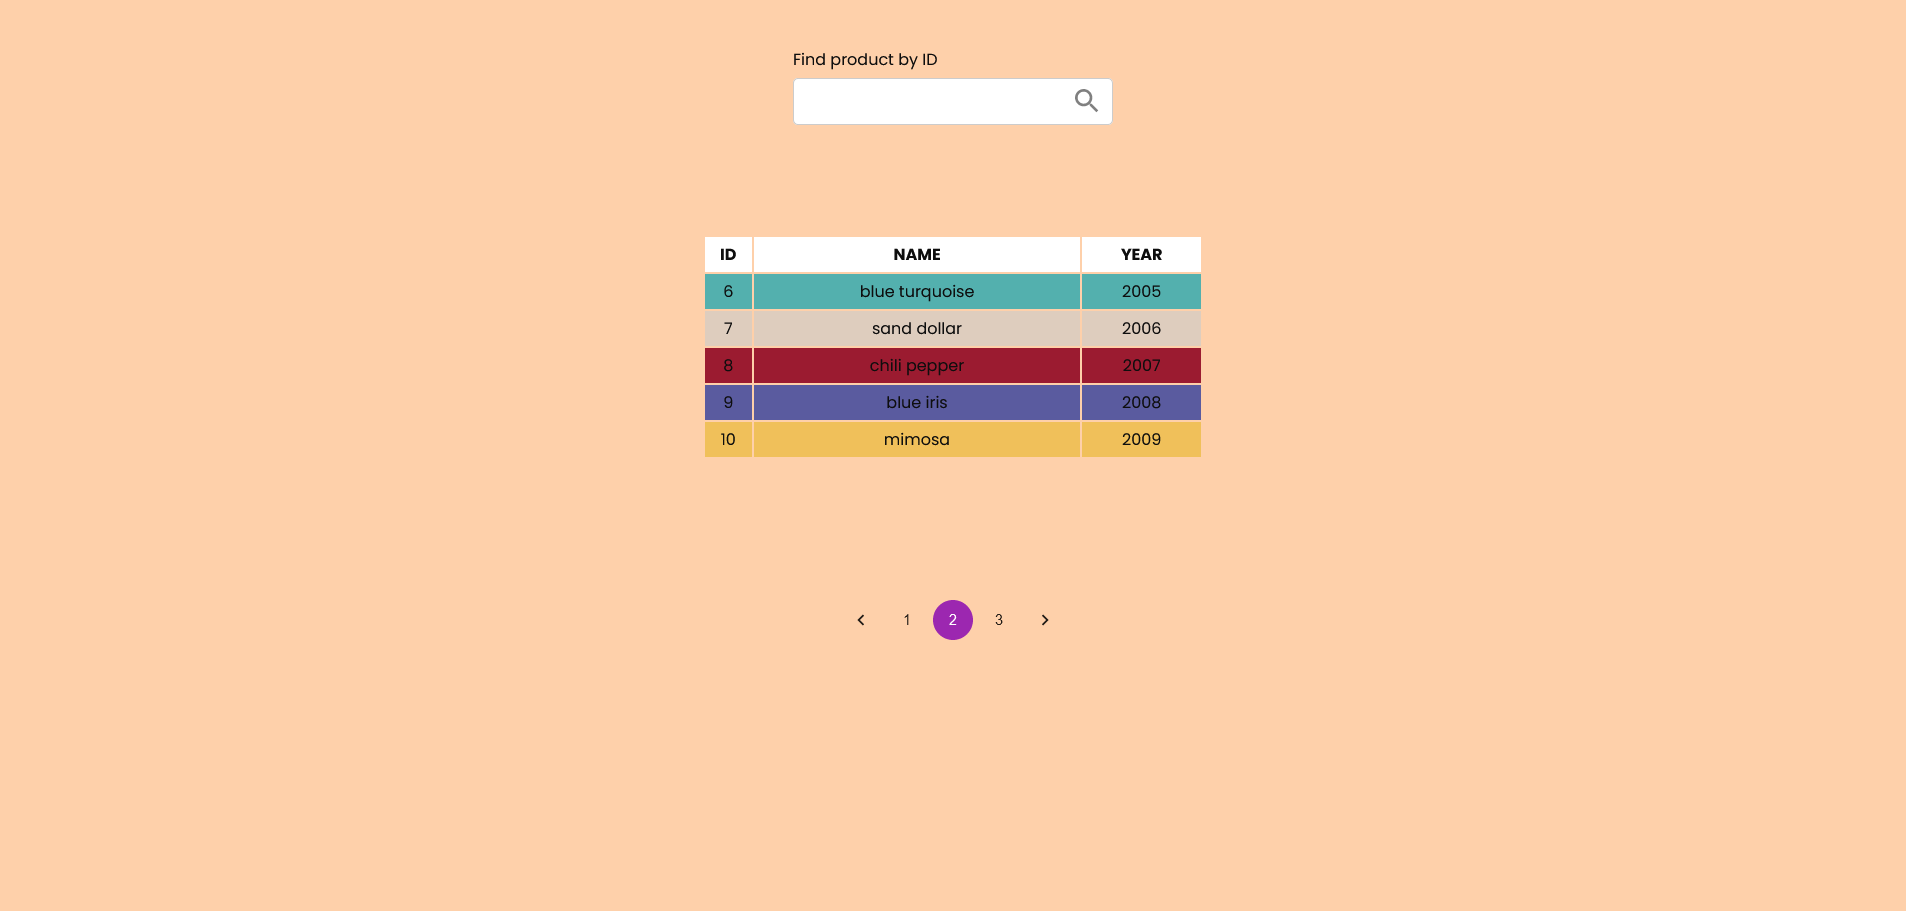 Find product by ID
ID NAME YEAR
6 blue turquoise 2005
7 sand dollar 2006
8 chili pepper 2007
9 blue iris 2008
10 mimosa 2009
1 2 3